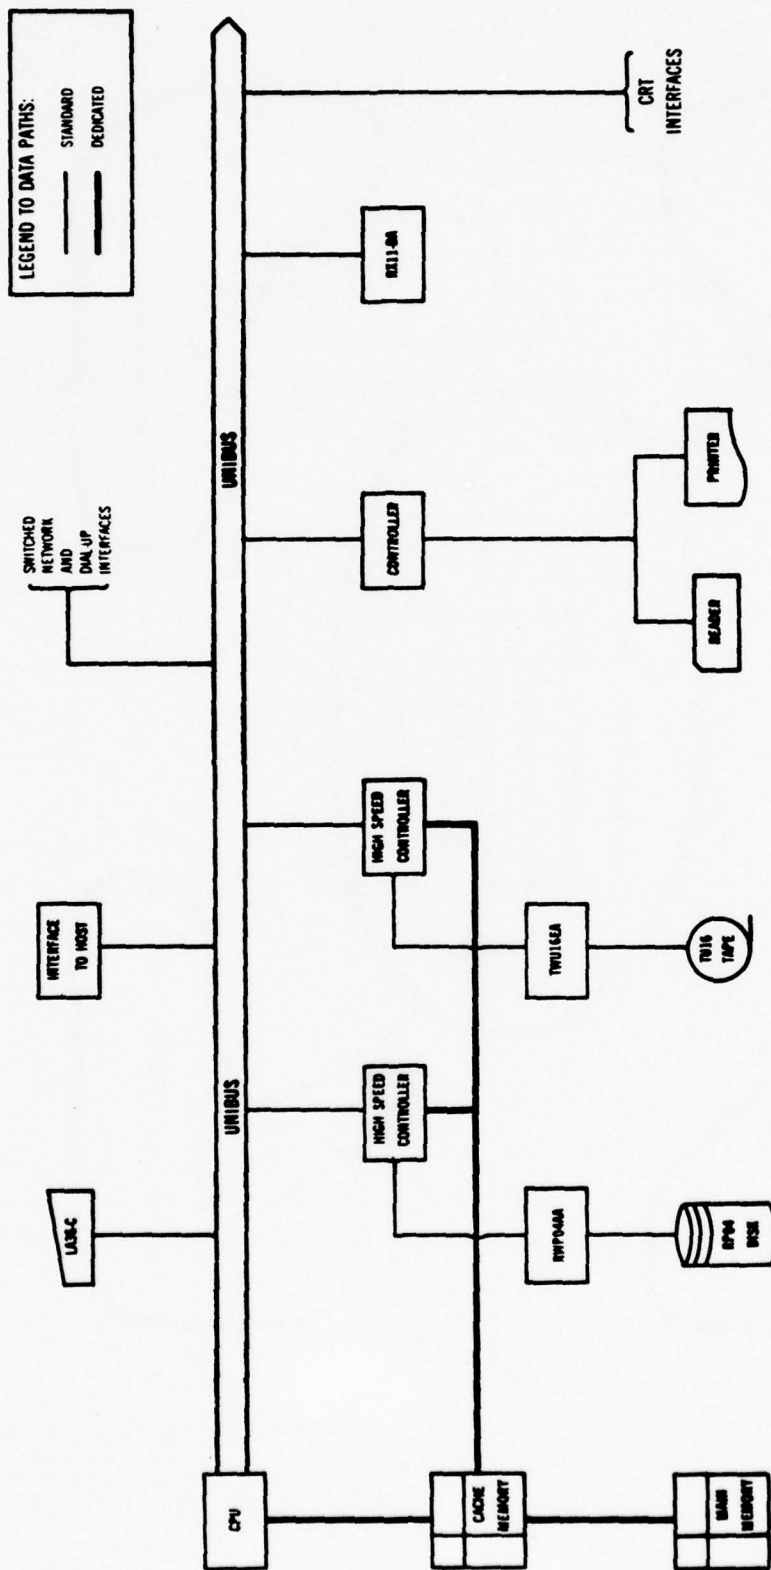 LEGEND TO DATA PATHS:
STANDARD
DEDICATED
LA36-C
INTERFACE
TO HOST
SWITCHED
NETWORK
AND
DIAL-UP
INTERFACES
CPU
UNIBUS
UNIBUS
HIGH SPEED
CONTROLLER
HIGH SPEED
CONTROLLER
CONTROLLER
RX11-BA
CACHE
MEMORY
RWP04AA
TWU16EA
MAIN
MEMORY
RP04
DISK
TU16
TAPE
READER
PRINTER
CRT
INTERFACES